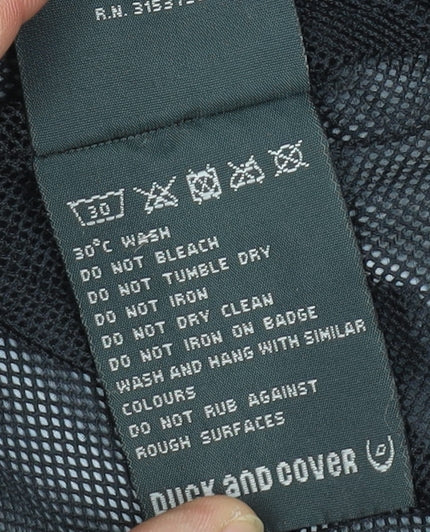 R.N.
30
30°C WASH
DO NOT BLEACH
DO NOT TUMBLE DRY
DO NOT IRON
DO NOT DRY CLEAN
DO NOT IRON ON BADGE
WASH AND HANG WITH SIMILAR
COLOURS
DO NOT RUB AGAINST
ROUGH SURFACES
DUCK AND COVER